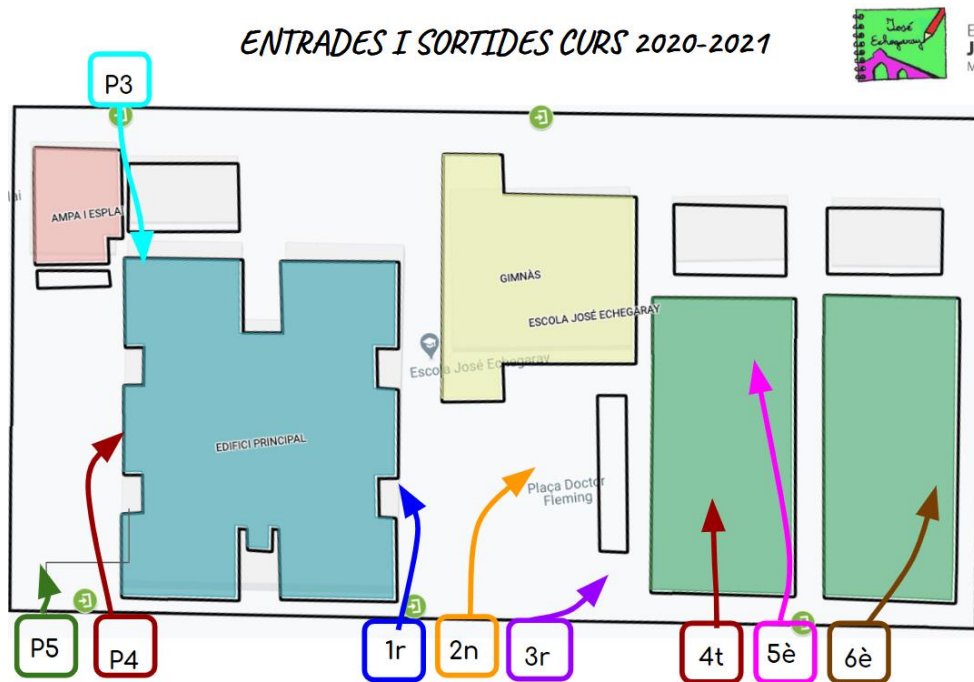 ENTRADES I SORTIDES CURS 2020-2021
José
Echegaray
P3
AMPA I ESPLAI
GIMNÀS
ESCOLA JOSÉ ECHEGARAY
Escola José Echegaray
EDIFICI PRINCIPAL
Plaça Doctor
Fleming
P5
P4
1r
2n
3r
4t
5è
6è